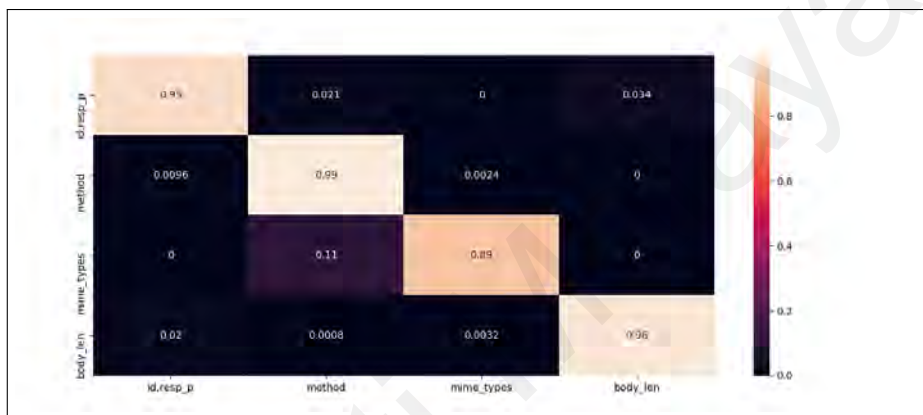 id.resp_p 0.95 0.021 0 0.034
method 0.0096 0.99 0.0024 0
mime_types 0 0.11 0.89 0
body_len 0.02 0.0008 0.0032 0.96
id.resp_p method mime_types body_len
0.8
0.6
0.4
0.2
0.0